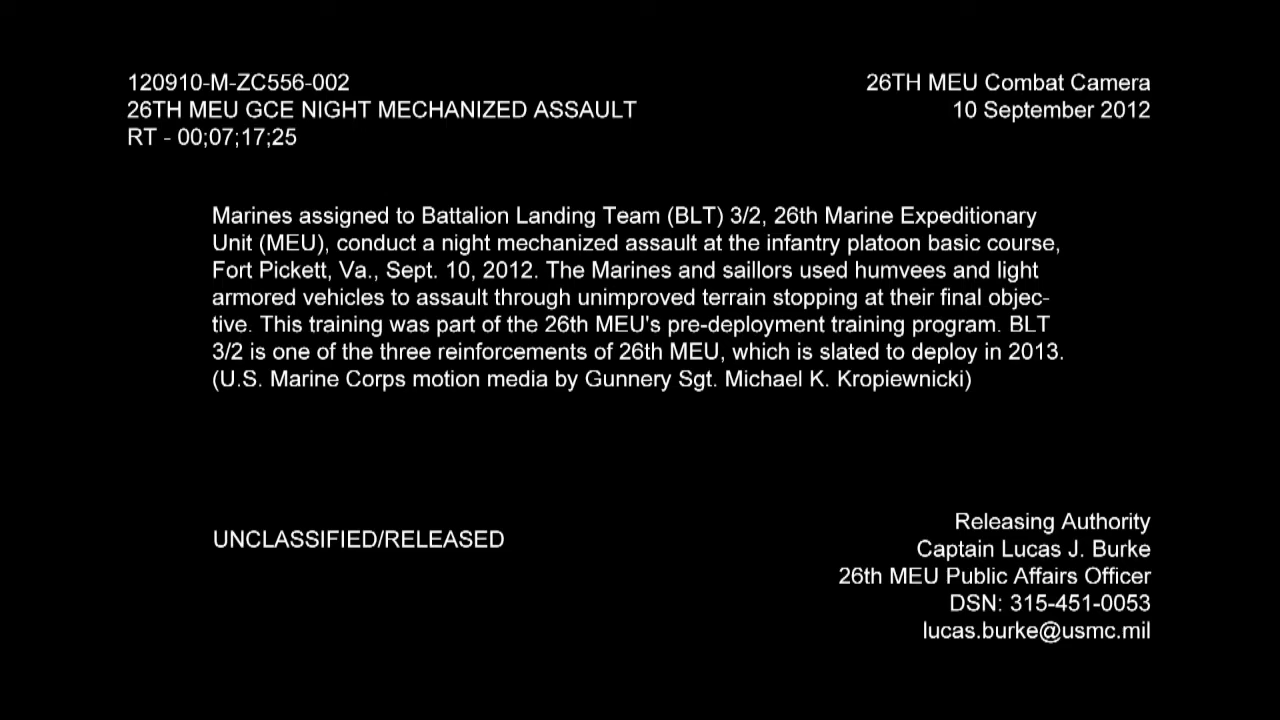 120910-M-ZC556-002
26TH MEU GCE NIGHT MECHANIZED ASSAULT
RT - 00;07;17;25
26TH MEU Combat Camera
10 September 2012
Marines assigned to Battalion Landing Team (BLT) 3/2, 26th Marine Expeditionary
Unit (MEU), conduct a night mechanized assault at the infantry platoon basic course,
Fort Pickett, Va., Sept. 10, 2012. The Marines and saillors used humvees and light
armored vehicles to assault through unimproved terrain stopping at their final objec-
tive. This training was part of the 26th MEU's pre-deployment training program. BLT
3/2 is one of the three reinforcements of 26th MEU, which is slated to deploy in 2013.
(U.S. Marine Corps motion media by Gunnery Sgt. Michael K. Kropiewnicki)
UNCLASSIFIED/RELEASED
Releasing Authority
Captain Lucas J. Burke
26th MEU Public Affairs Officer
DSN: 315-451-0053
lucas.burke@usmc.mil